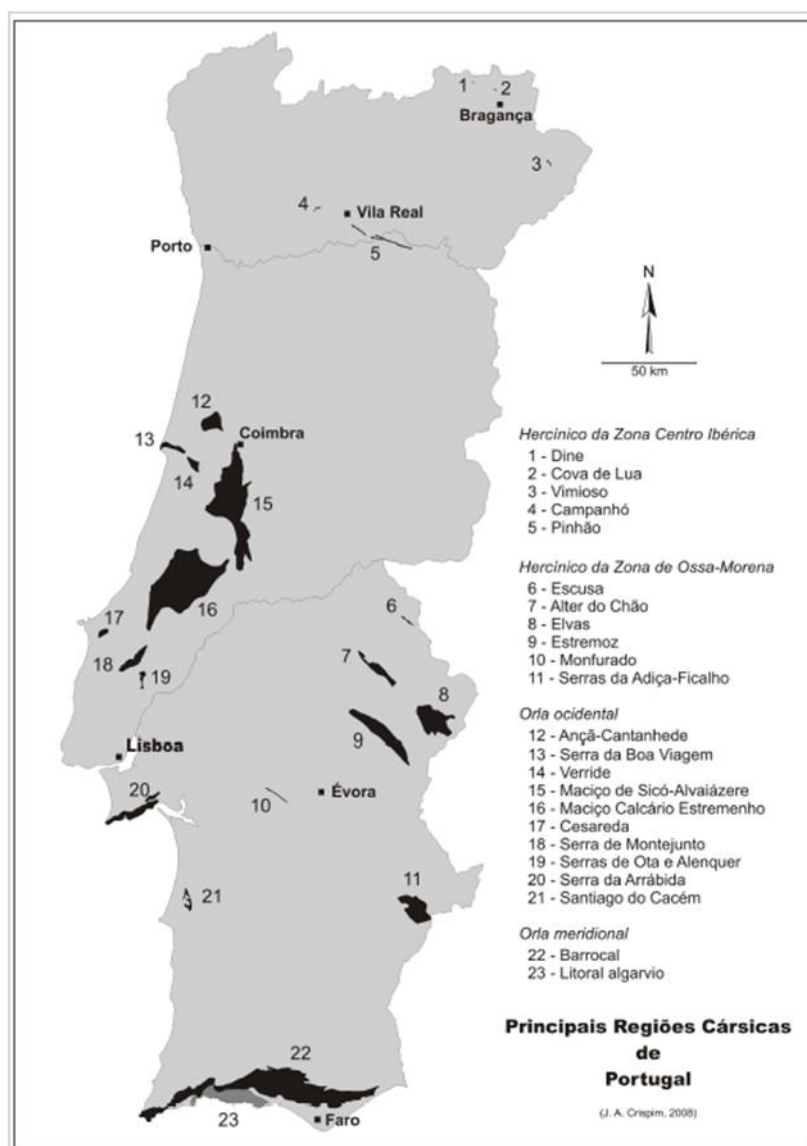 1
2
Bragança
3
4
Vila Real
Porto
5
N
50 km
12
Coimbra
13
14
15
16
17
18
19
6
7
8
9
Lisboa
Évora
10
20
11
21
22
23
Faro
Hercínico da Zona Centro Ibérica
1 - Dine
2 - Cova de Lua
3 - Vimioso
4 - Campanhó
5 - Pinhão
Hercínico da Zona de Ossa-Morena
6 - Escusa
7 - Alter do Chão
8 - Elvas
9 - Estremoz
10 - Monfurado
11 - Serras da Adiça-Ficalho
Orla ocidental
12 - Ançã-Cantanhede
13 - Serra da Boa Viagem
14 - Verride
15 - Maciço de Sicó-Alvaiázere
16 - Maciço Calcário Estremenho
17 - Cesareda
18 - Serra de Montejunto
19 - Serras de Ota e Alenquer
20 - Serra da Arrábida
21 - Santiago do Cacém
Orla meridional
22 - Barrocal
23 - Litoral algarvio
Principais Regiões Cársicas
de
Portugal
(J. A. Crispim, 2008)